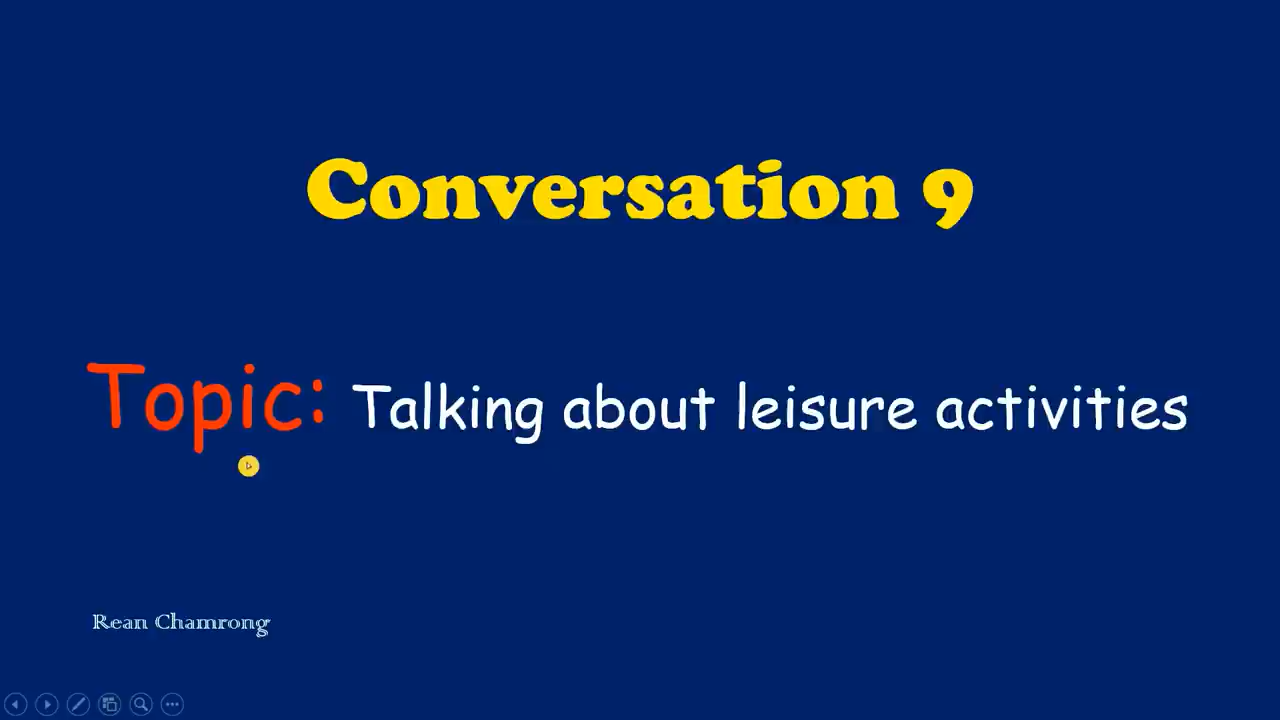 Conversation 9
Topic: Talking about leisure activities
Rean Chamrong